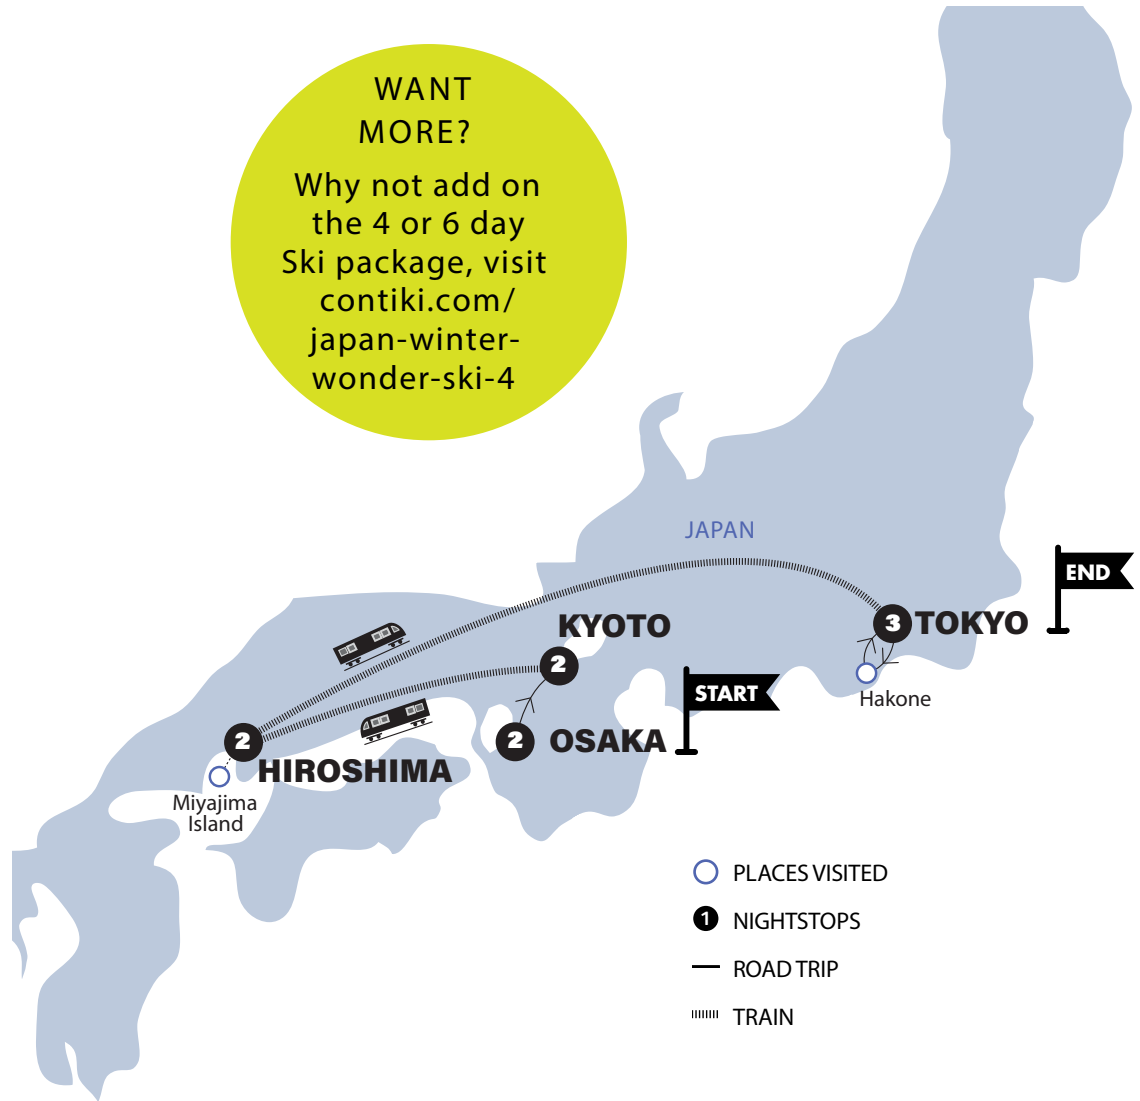 WANT
MORE?
Why not add on
the 4 or 6 day
Ski package, visit
contiki.com/
japan-winter-
wonder-ski-4
JAPAN
END
3 TOKYO
KYOTO
2
START
Hakone
2 OSAKA
2
HIROSHIMA
Miyajima
Island
PLACES VISITED
1 NIGHTSTOPS
ROAD TRIP
TRAIN